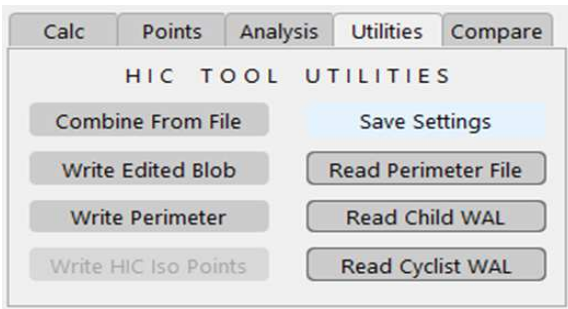 Calc Points Analysis Utilities Compare
HIC TOOL UTILITIES
Combine From File Save Settings
Write Edited Blob Read Perimeter File
Write Perimeter Read Child WAL
Write HIC Iso Points Read Cyclist WAL